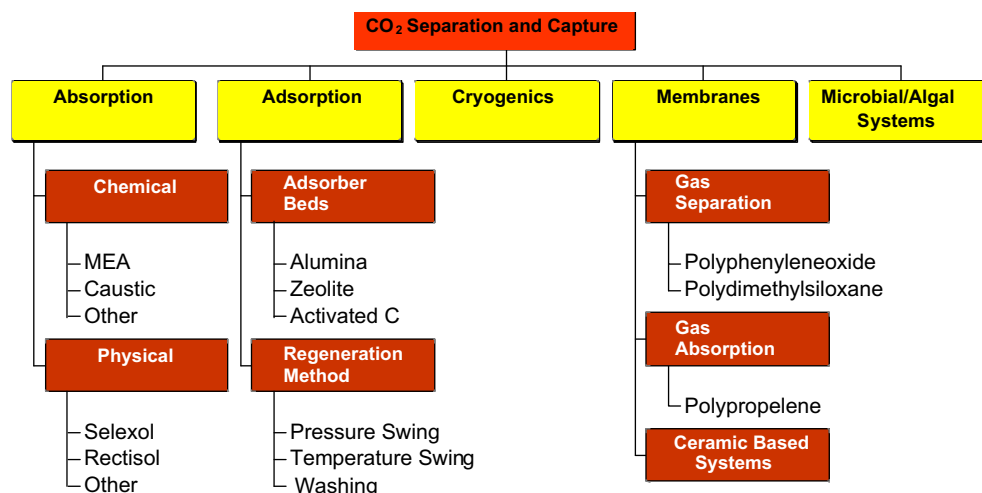 CO₂ Separation and Capture
Absorption
Adsorption
Cryogenics
Membranes
Microbial/Algal
Systems
Chemical
MEA
Caustic
Other
Physical
Selexol
Rectisol
Other
Adsorber
Beds
Alumina
Zeolite
Activated C
Regeneration
Method
Pressure Swing
Temperature Swing
Washing
Gas
Separation
Polyphenyleneoxide
Polydimethylsiloxane
Gas
Absorption
Polypropelene
Ceramic Based
Systems